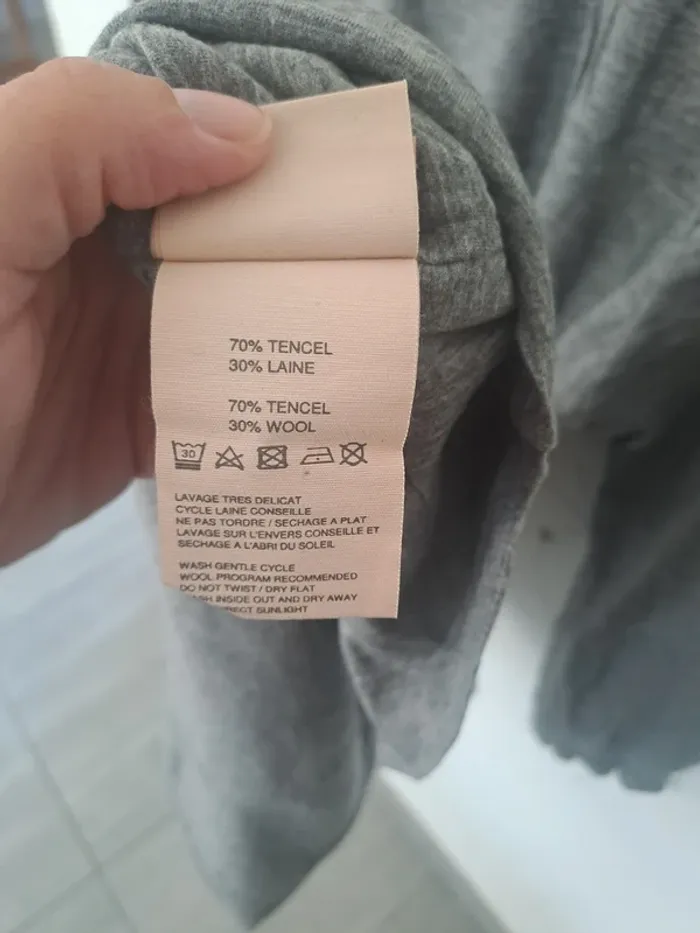 70% TENCEL
30% LAINE
70% TENCEL
30% WOOL
30
LAVAGE TRES DELICAT
CYCLE LAINE CONSEILLE
NE PAS TORDRE / SECHAGE A PLAT
LAVAGE SUR L'ENVERS CONSEILLE ET
SECHAGE A L'ABRI DU SOLEIL
WASH GENTLE CYCLE
WOOL PROGRAM RECOMMENDED
DO NOT TWIST / DRY FLAT
INSIDE OUT AND DRY AWAY
SUNLIGHT